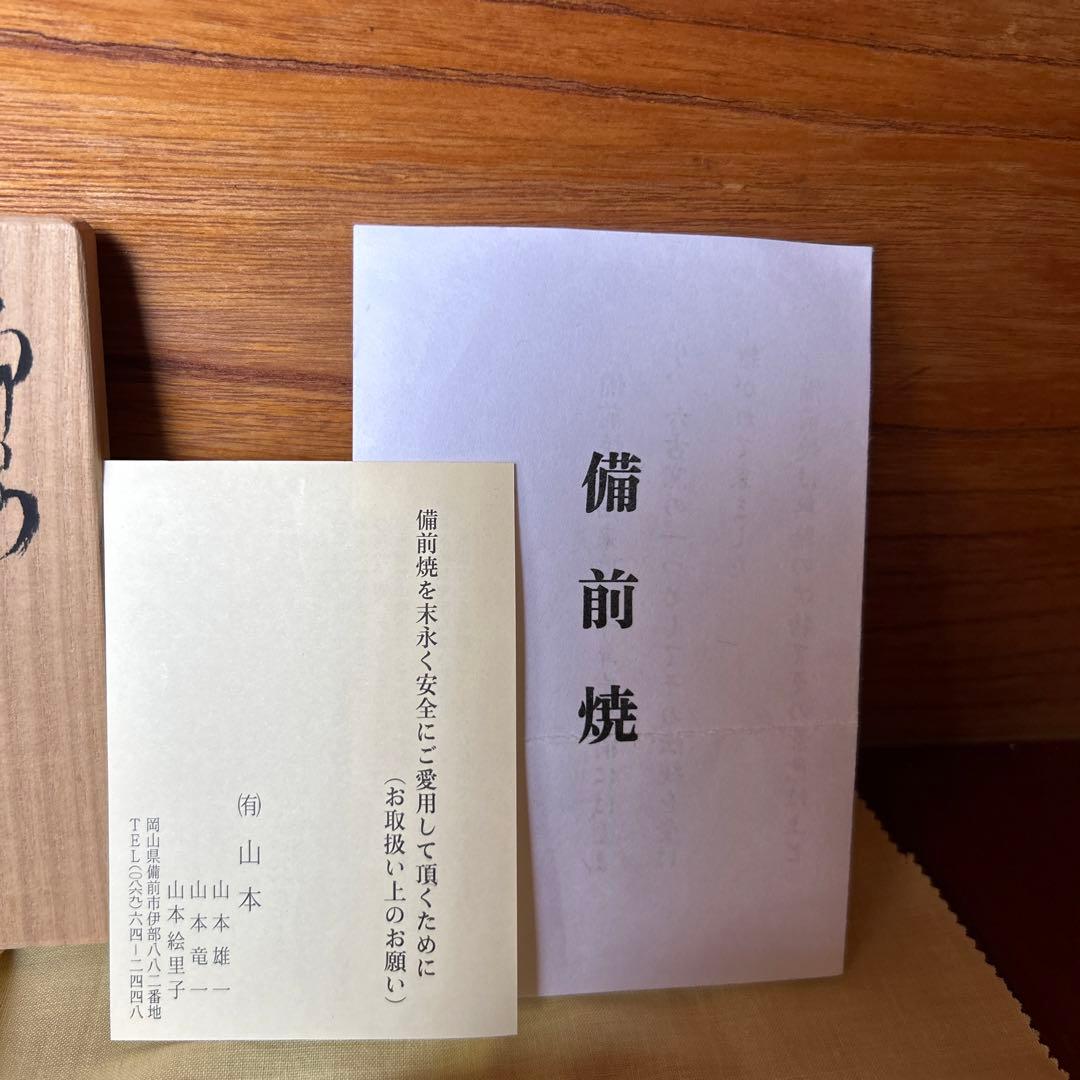 備前焼
備前焼を末永く安全にご愛用して頂くために
(お取扱い上のお願い)
㈲ 山本
山本雄一
山本竜一
山本絵里子
岡山県備前市伊部八八二番地
TEL(〇八六九)六四-二四四八